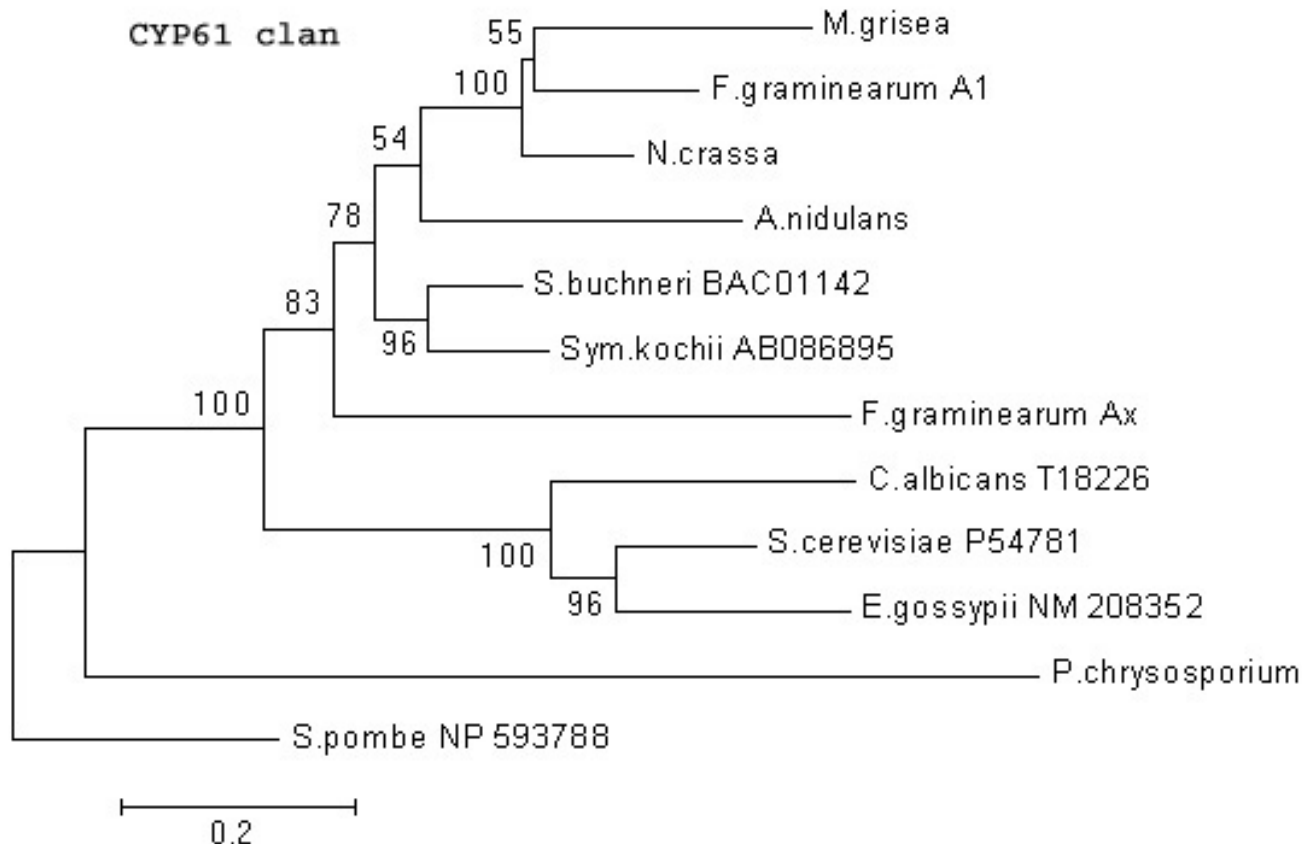 CYP61 clan
55
M.grisea
100
F.graminearum A1
54
N.crassa
78
A.nidulans
83
S.buchneri BAC01142
96
Sym.kochii AB086895
100
F.graminearum Ax
C.albicans T18226
100
S.cerevisiae P54781
96
E.gossypii NM 208352
P.chrysosporium
S.pombe NP 593788
0.2